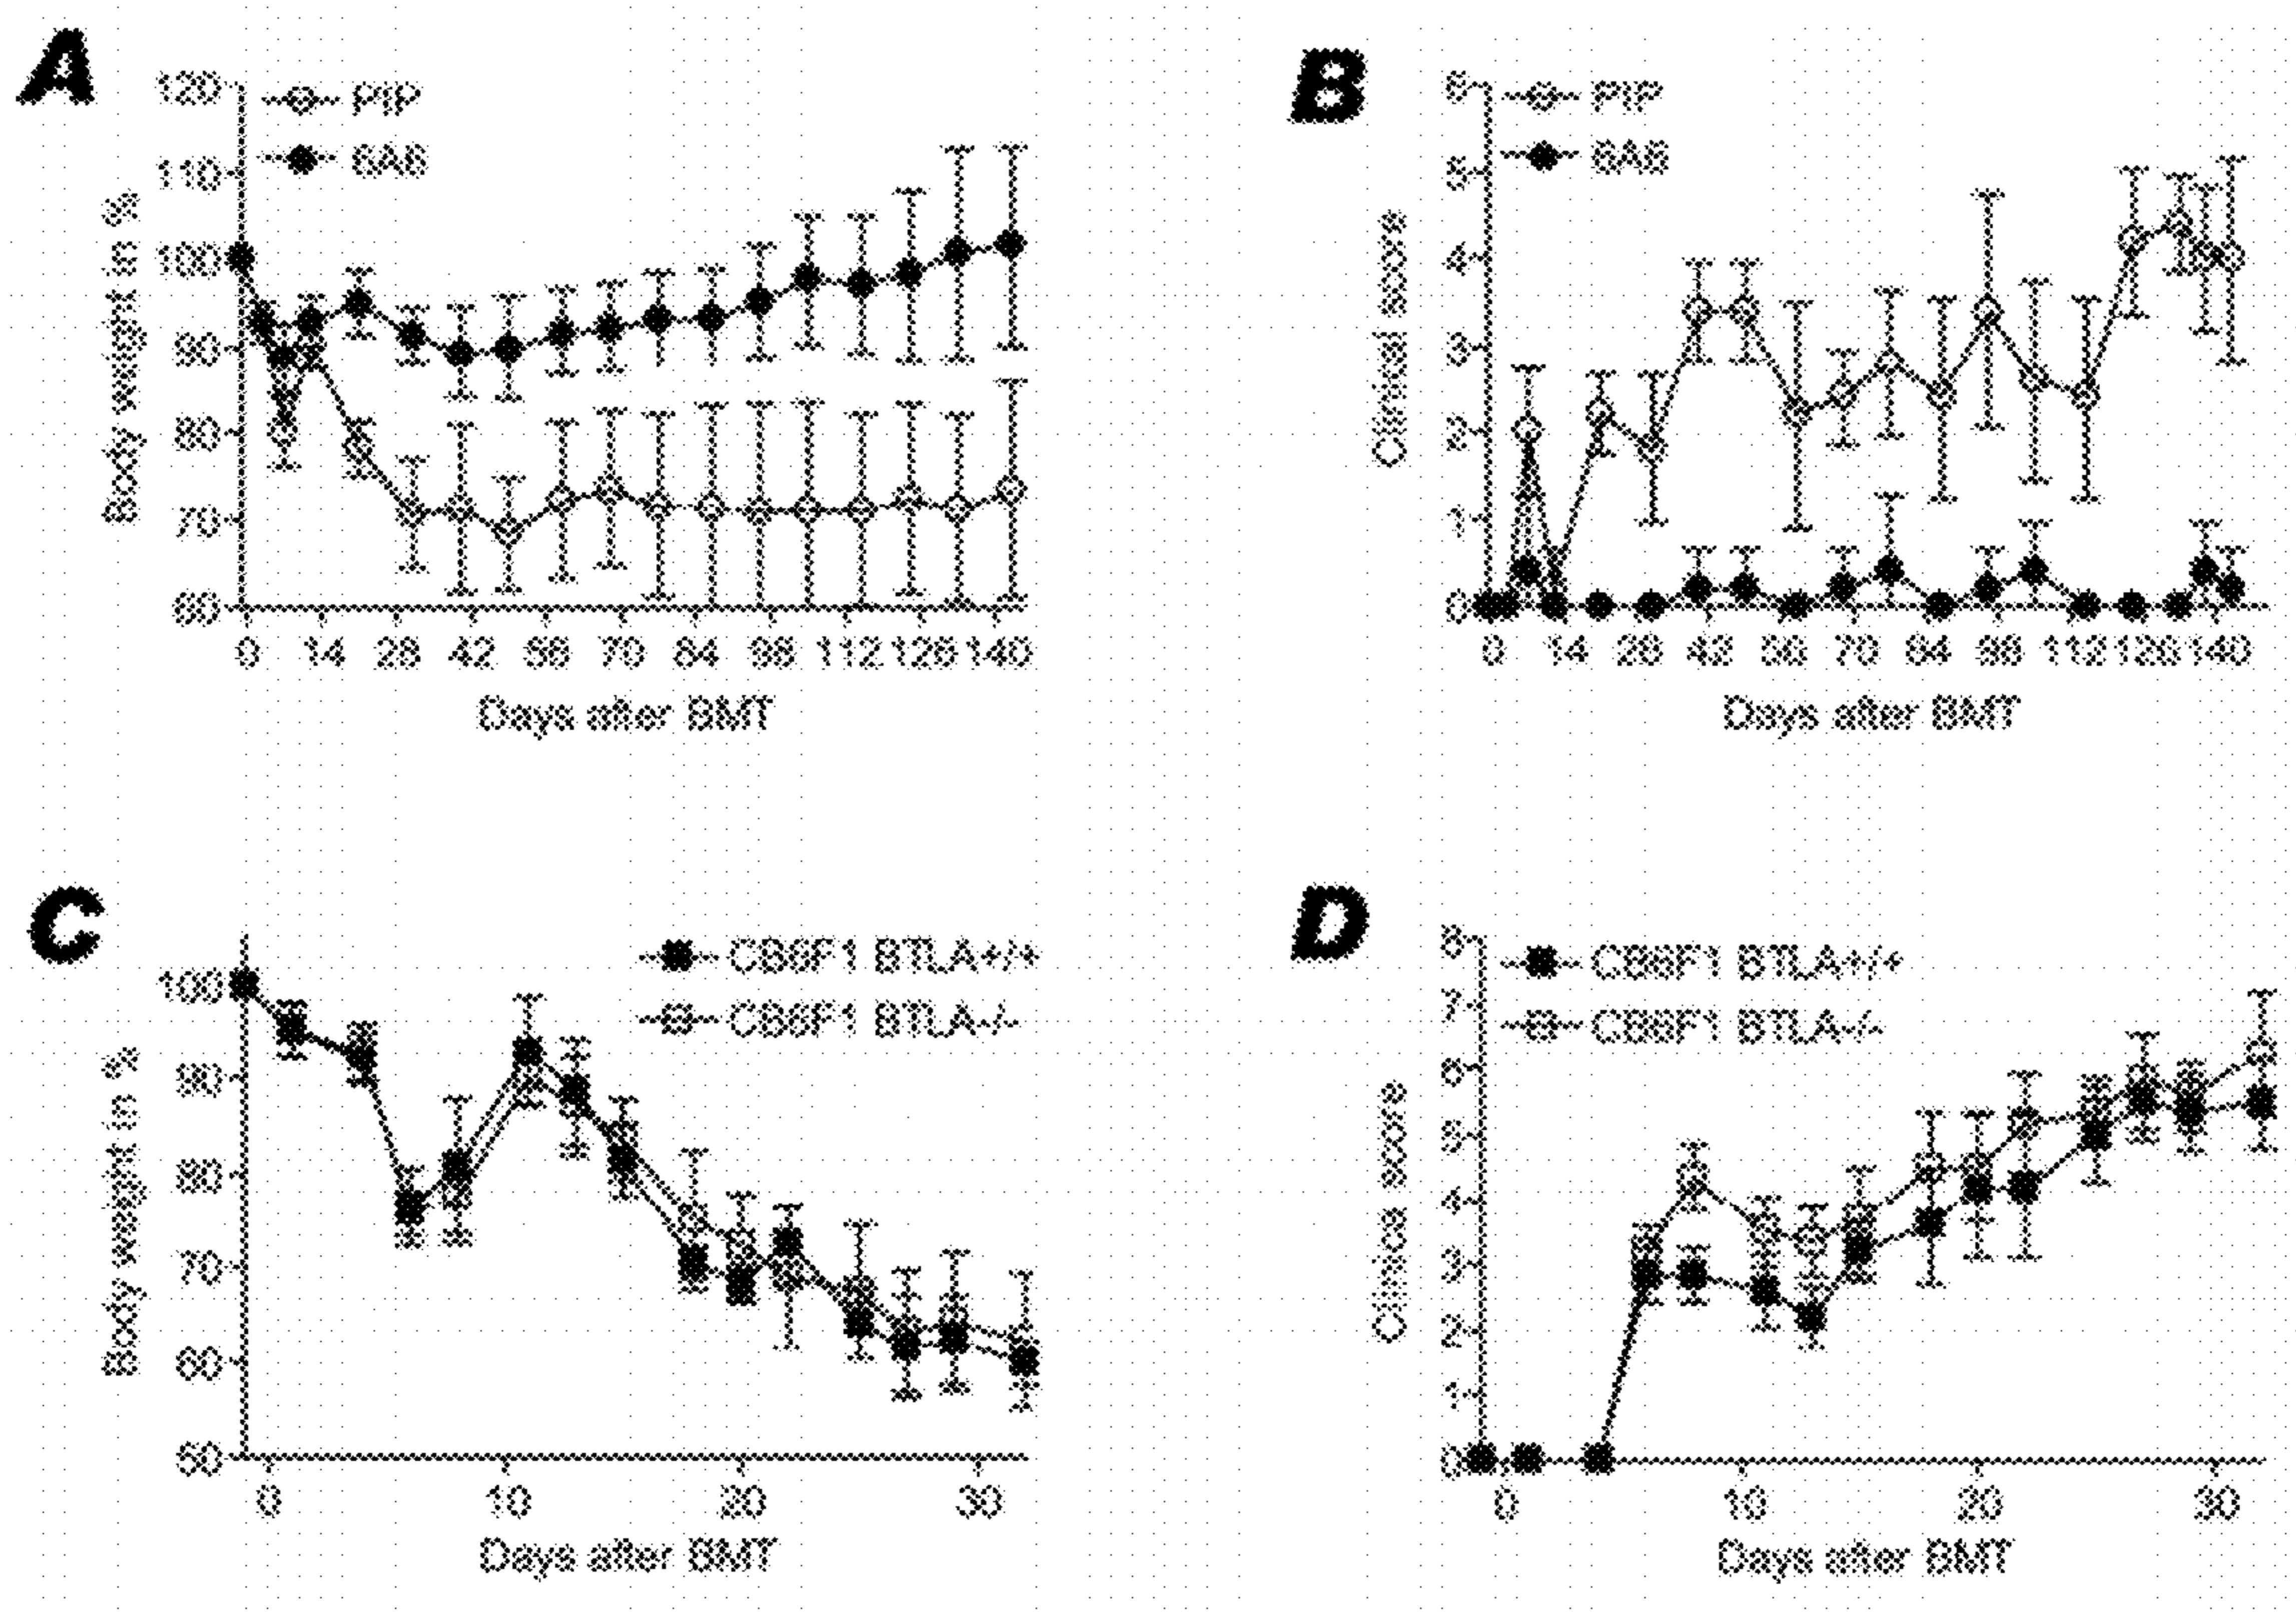 A
120
110
100
90
80
70
60
PIP
6A6
Body weight in %
0 14 28 42 56 70 84 98 112 126 140
Days after BMT
B
6
5
4
3
2
1
0
PIP
6A6
Clinical score
0 14 28 42 56 70 84 98 112 126 140
Days after BMT
C
100
90
80
70
60
50
CB6F1 BTLA+/+
CB6F1 BTLA-/-
Body weight in %
0 10 20 30
Days after BMT
D
8
7
6
5
4
3
2
1
0
CB6F1 BTLA+/+
CB6F1 BTLA-/-
Clinical score
0 10 20 30
Days after BMT